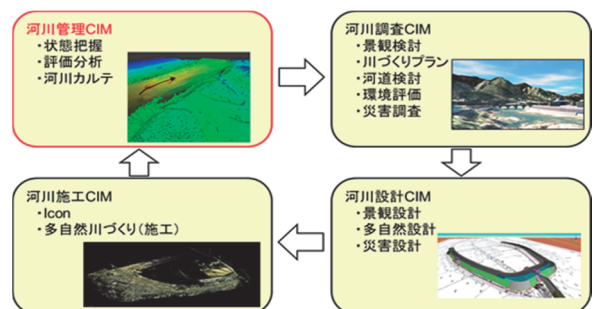 河川管理CIM
・状態把握
・評価分析
・河川カルテ
河川調査CIM
・景観検討
・川づくりプラン
・河道検討
・環境評価
・災害調査
河川施工CIM
・Icon
・多自然川づくり(施工)
河川設計CIM
・景観設計
・多自然設計
・災害設計